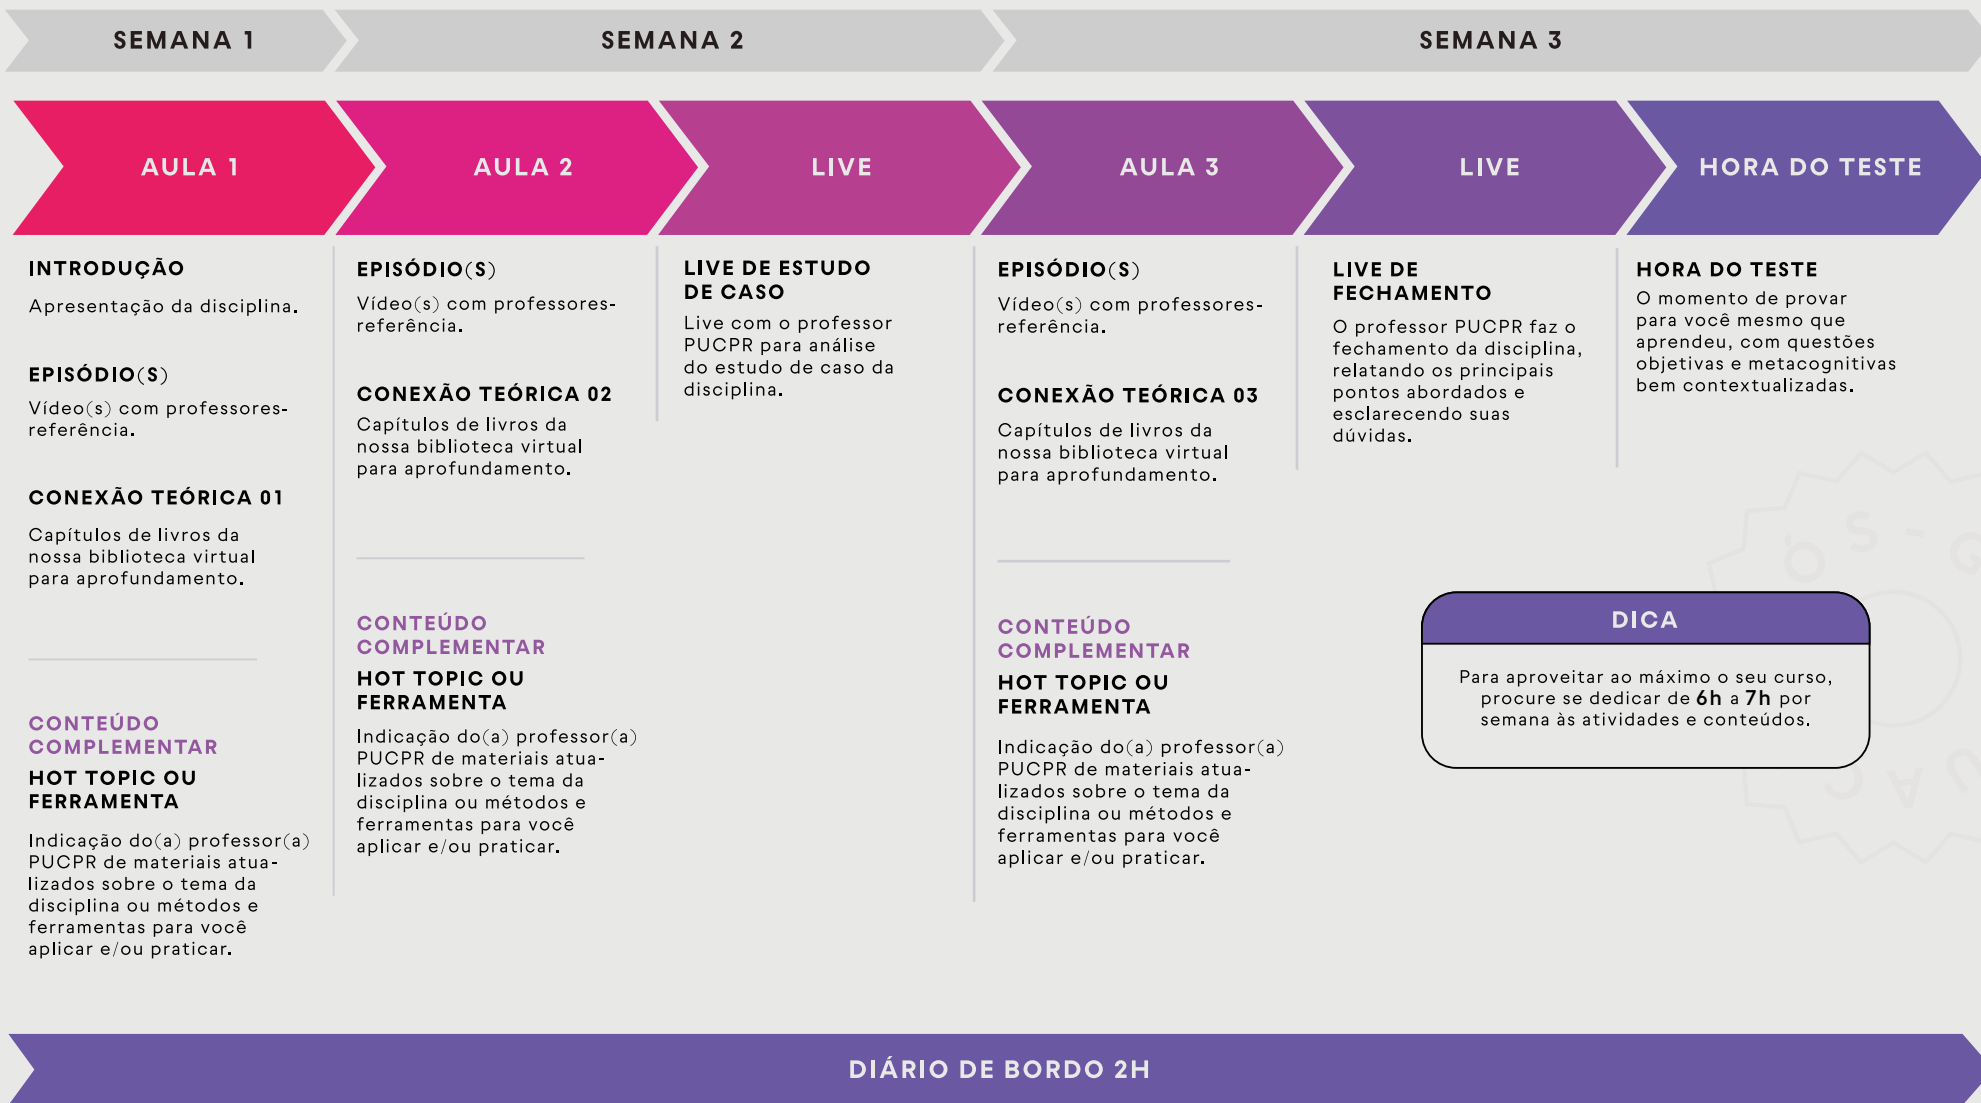 SEMANA 1
SEMANA 2
SEMANA 3
AULA 1
AULA 2
LIVE
AULA 3
LIVE
HORA DO TESTE
INTRODUÇÃO
Apresentação da disciplina.
EPISÓDIO(S)
Vídeo(s) com professores-
referência.
CONEXÃO TEÓRICA 01
Capítulos de livros da
nossa biblioteca virtual
para aprofundamento.
CONTEÚDO
COMPLEMENTAR
HOT TOPIC OU
FERRAMENTA
Indicação do(a) professor(a)
PUCPR de materiais atua-
lizados sobre o tema da
disciplina ou métodos e
ferramentas para você
aplicar e/ou praticar.
EPISÓDIO(S)
Vídeo(s) com professores-
referência.
CONEXÃO TEÓRICA 02
Capítulos de livros da
nossa biblioteca virtual
para aprofundamento.
CONTEÚDO
COMPLEMENTAR
HOT TOPIC OU
FERRAMENTA
Indicação do(a) professor(a)
PUCPR de materiais atua-
lizados sobre o tema da
disciplina ou métodos e
ferramentas para você
aplicar e/ou praticar.
LIVE DE ESTUDO
DE CASO
Live com o professor
PUCPR para análise
do estudo de caso da
disciplina.
EPISÓDIO(S)
Vídeo(s) com professores-
referência.
CONEXÃO TEÓRICA 03
Capítulos de livros da
nossa biblioteca virtual
para aprofundamento.
CONTEÚDO
COMPLEMENTAR
HOT TOPIC OU
FERRAMENTA
Indicação do(a) professor(a)
PUCPR de materiais atua-
lizados sobre o tema da
disciplina ou métodos e
ferramentas para você
aplicar e/ou praticar.
LIVE DE
FECHAMENTO
O professor PUCPR faz o
fechamento da disciplina,
relatando os principais
pontos abordados e
esclarecendo suas
dúvidas.
HORA DO TESTE
O momento de provar
para você mesmo que
aprendeu, com questões
objetivas e metacognitivas
bem contextualizadas.
DICA
Para aproveitar ao máximo o seu curso,
procure se dedicar de 6h a 7h por
semana às atividades e conteúdos.
DIÁRIO DE BORDO 2H